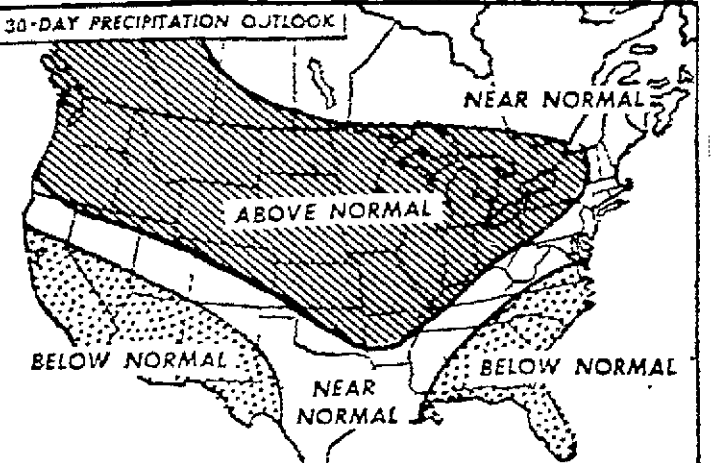 30-DAY PRECIPITATION OUTLOOK
NEAR NORMAL
ABOVE NORMAL
BELOW NORMAL
BELOW NORMAL
NEAR
NORMAL